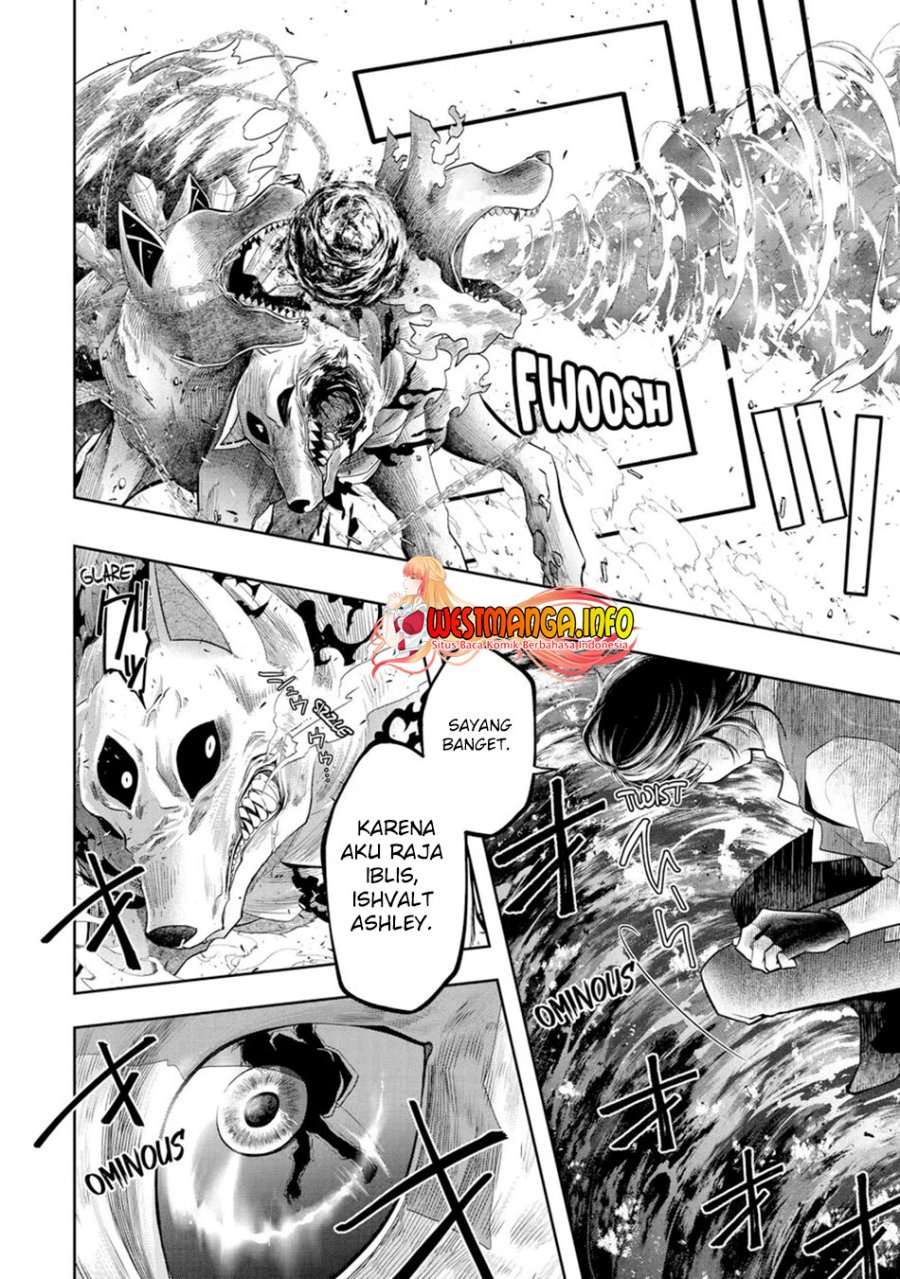 FWOOSH
GLARE
SIZZLE
WESTMANGA.INFO
Situs Baca Komik Berbahasa Indonesia
SAYANG
BANGET.
KARENA
AKU RAJA
IBLIS,
ISHVALT
ASHLEY.
TWIST
OMINOUS
OMINOUS